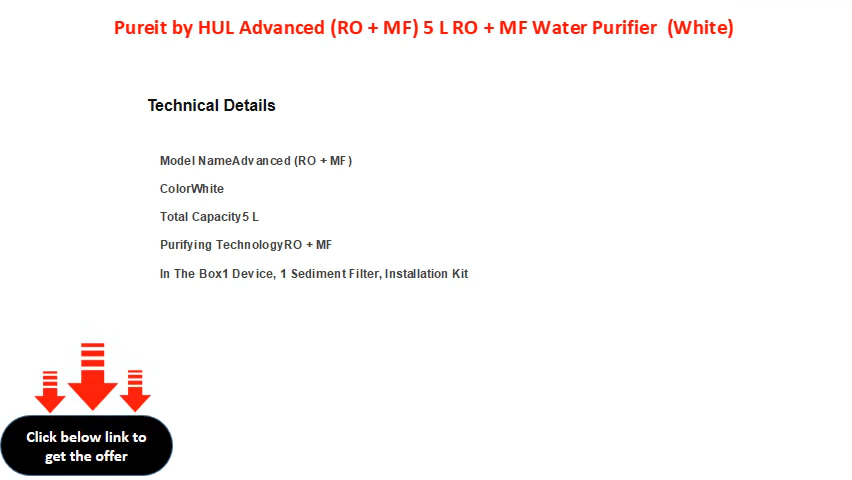 Pureit by HUL Advanced (RO + MF) 5 L RO + MF Water Purifier (White)
Technical Details
Model NameAdvanced (RO + MF)
ColorWhite
Total Capacity5 L
Purifying TechnologyRO + MF
In The Box1 Device, 1 Sediment Filter, Installation Kit
Click below link to
get the offer